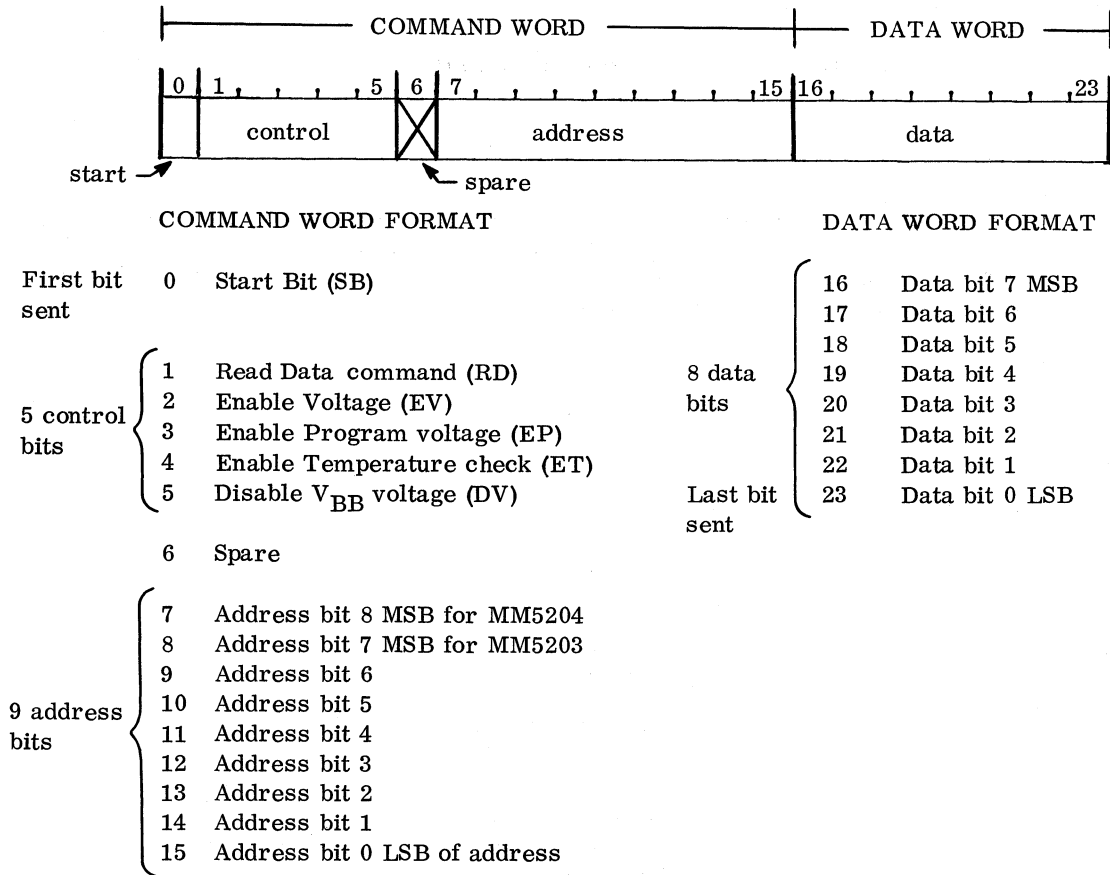 COMMAND WORD DATA WORD
0 1 5 6 7 15 16 23
control address data
start spare
COMMAND WORD FORMAT
First bit sent
0 Start Bit (SB)
5 control bits
1 Read Data command (RD)
2 Enable Voltage (EV)
3 Enable Program voltage (EP)
4 Enable Temperature check (ET)
5 Disable VBB voltage (DV)
6 Spare
9 address bits
7 Address bit 8 MSB for MM5204
8 Address bit 7 MSB for MM5203
9 Address bit 6
10 Address bit 5
11 Address bit 4
12 Address bit 3
13 Address bit 2
14 Address bit 1
15 Address bit 0 LSB of address
DATA WORD FORMAT
8 data bits
16 Data bit 7 MSB
17 Data bit 6
18 Data bit 5
19 Data bit 4
20 Data bit 3
21 Data bit 2
22 Data bit 1
Last bit sent
23 Data bit 0 LSB